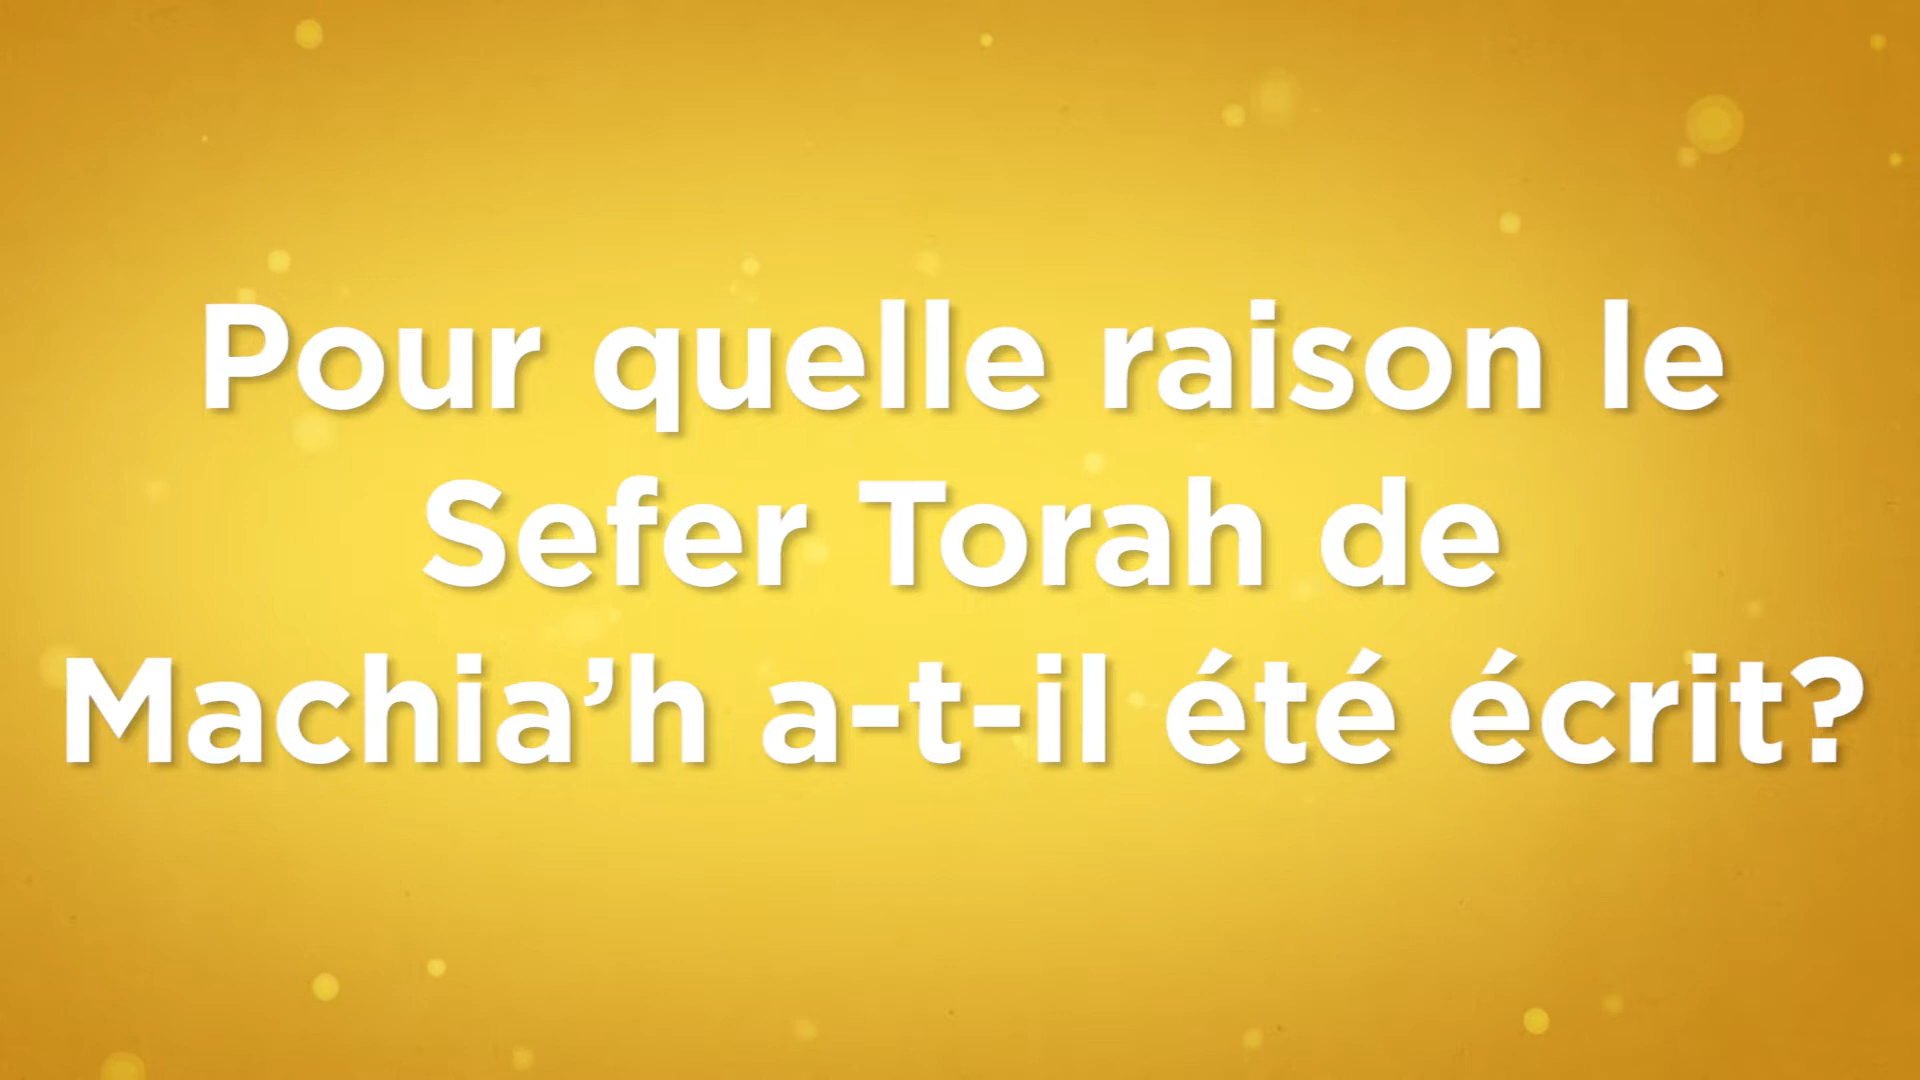 Pour quelle raison le
Sefer Torah de
Machia’h a-t-il été écrit?